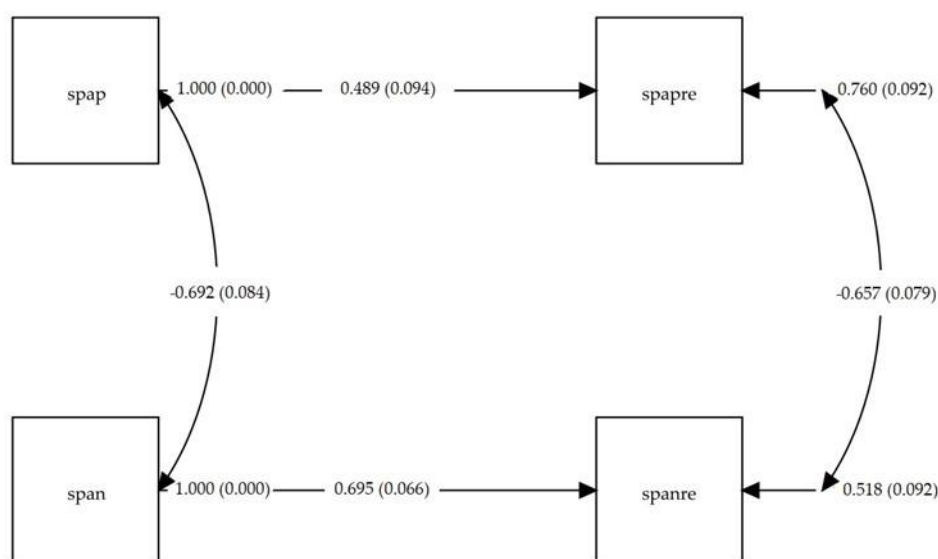 spap 1.000 (0.000) 0.489 (0.094) spapre 0.760 (0.092)
-0.692 (0.084) -0.657 (0.079)
span 1.000 (0.000) 0.695 (0.066) spanre 0.518 (0.092)